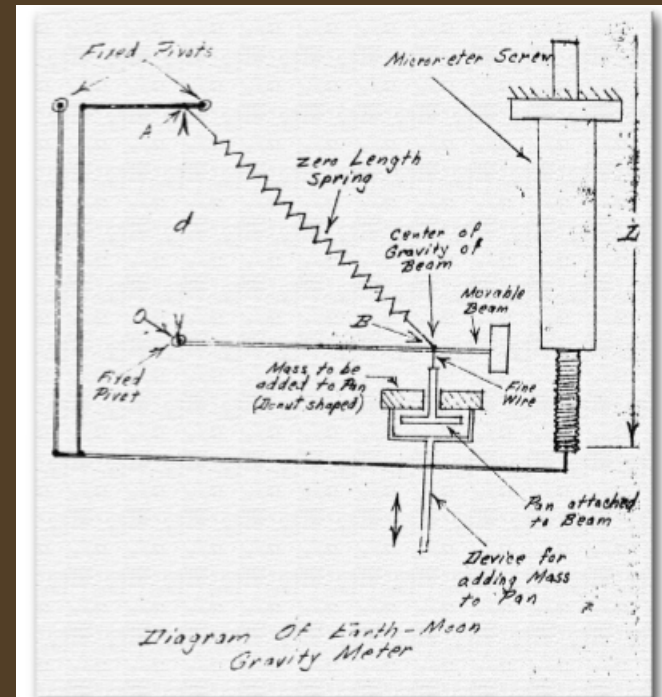 Fixed Pivots
Micrometer Screw
A
zero Length
Spring
d
L
Center of
Gravity of
Beam
Movable
Beam
B
O
Fixed
Pivot
Mass to be
added to Pan
(Donut shaped)
Fine
Wire
Pan attached
to Beam
Device for
adding Mass
to Pan
Diagram Of Earth-Moon
Gravity Meter